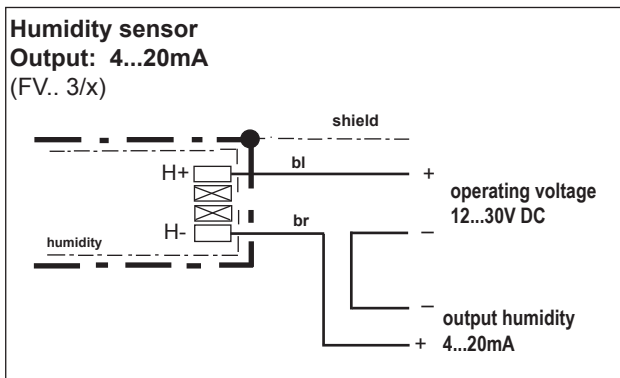 Humidity sensor
Output: 4...20mA
(FV.. 3/x)
shield
H+
bl
+
operating voltage
12...30V DC
–
H-
br
humidity
–
output humidity
+
4...20mA